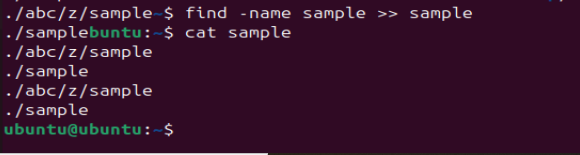 ./abc/z/sample~$ find -name sample >> sample
./samplebuntu:~$ cat sample
./abc/z/sample
./sample
./abc/z/sample
./sample
ubuntu@ubuntu:~$